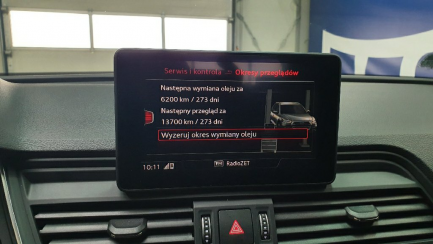 Serwis i kontrola Okresy przeglądów
Następna wymiana oleju za
6200 km / 273 dni
Następny przegląd za
13700 km / 273 dni
Wyzeruj okres wymiany oleju
10:11 RadioZET